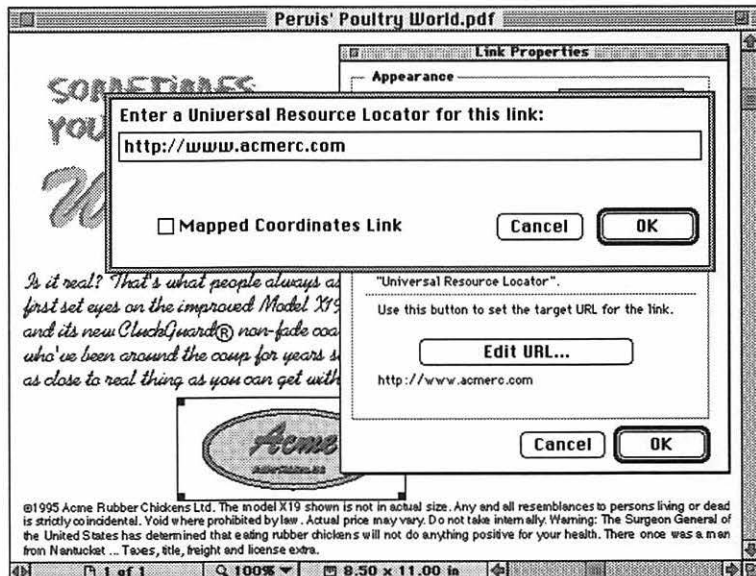 Pervis' Poultry World.pdf
Link Properties
Appearance
SOMETIMES
YOU
Enter a Universal Resource Locator for this link:
http://www.acmerc.com
Mapped Coordinates Link
Cancel
OK
"Universal Resource Locator".
Use this button to set the target URL for the link.
Edit URL...
http://www.acmerc.com
Cancel
OK
Is it real? That's what people always as
first set eyes on the improved Model X19
and its new CluckGuard® non-fade coa
who've been around the coup for years s
as close to real thing as you can get with
Acme
©1995 Acme Rubber Chickens Ltd. The model X19 shown is not in actual size. Any and all resemblances to persons living or dead
is strictly coincidental. Void where prohibited by law. Actual price may vary. Do not take internally. Warning: The Surgeon General of
the United States has determined that eating rubber chickens will not do anything positive for your health. There once was a man
from Nantucket ... Taxes, title, freight and license extra.
1 of 1
100%
8.50 x 11.00 in